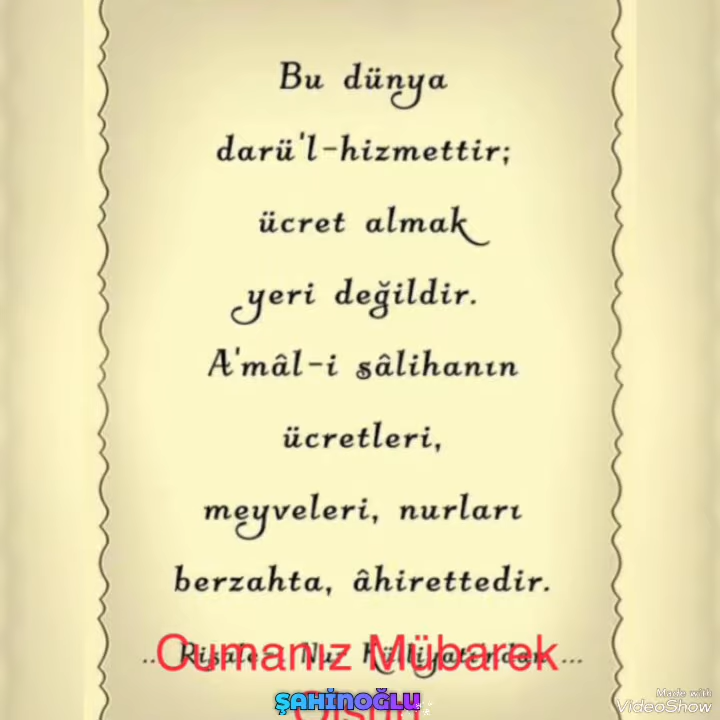 Bu dünya
darü'l-hizmettir;
ücret almak
yeri değildir.
A'mâl-i sâlihanın
ücretleri,
meyveleri, nurları
berzahta, âhirettedir.
.. Risale-i Nur Külliyatından ...
Cumanız Mübarek
Olsun
ŞAHİNOĞLU
Made with
VideoShow